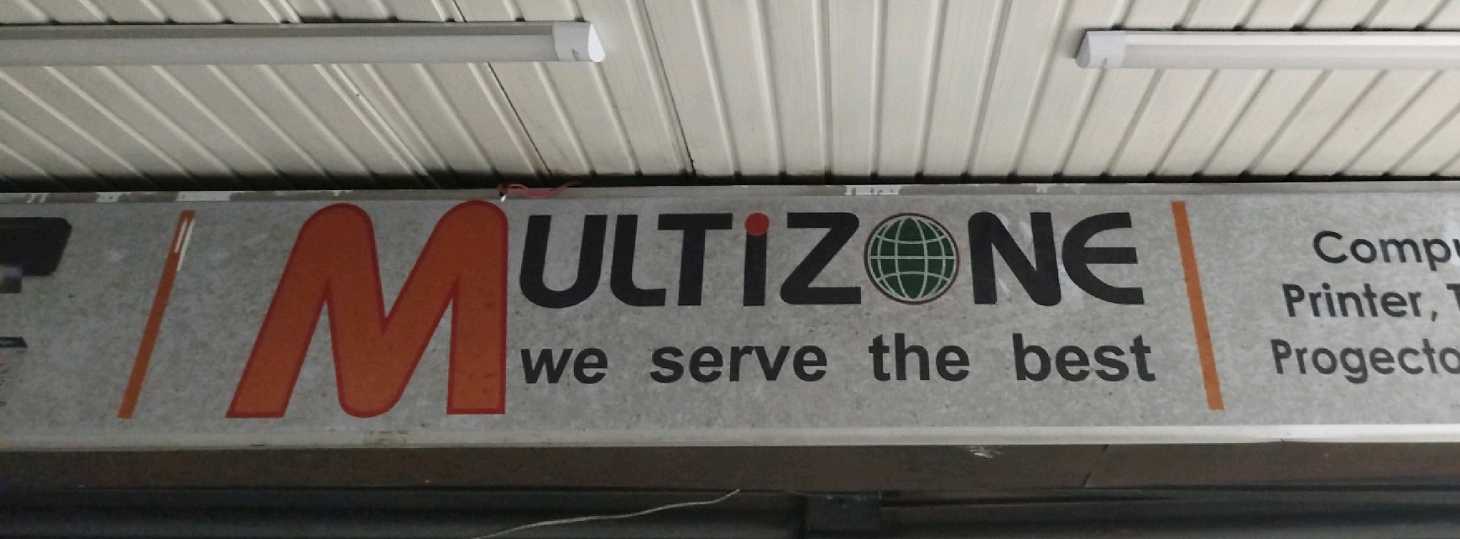 MULTiZONE
we serve the best
Compu
Printer, T
Progecto